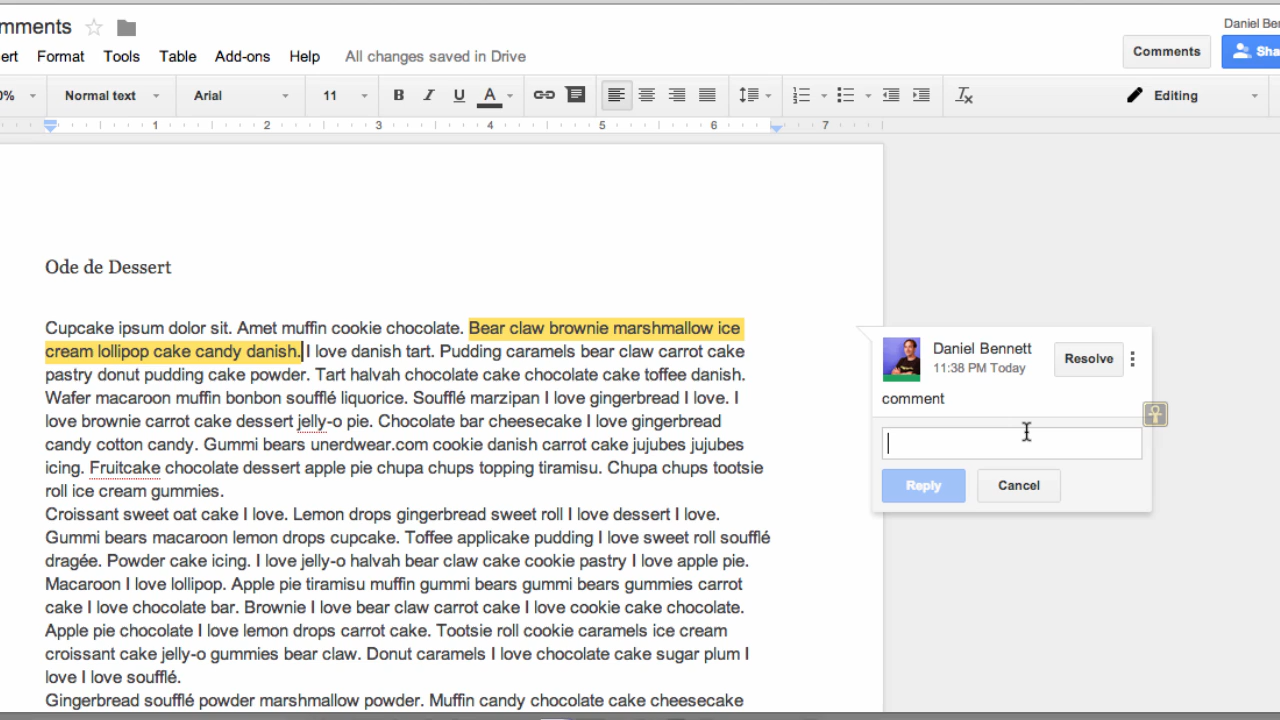 mments
Daniel Ben
ert Format Tools Table Add-ons Help All changes saved in Drive
Comments
Sha
0% Normal text Arial 11 B I U A Editing
1 2 3 4 5 6 7
Ode de Dessert
Cupcake ipsum dolor sit. Amet muffin cookie chocolate. Bear claw brownie marshmallow ice
cream lollipop cake candy danish. I love danish tart. Pudding caramels bear claw carrot cake
pastry donut pudding cake powder. Tart halvah chocolate cake chocolate cake toffee danish.
Wafer macaroon muffin bonbon soufflé liquorice. Soufflé marzipan I love gingerbread I love. I
love brownie carrot cake dessert jelly-o pie. Chocolate bar cheesecake I love gingerbread
candy cotton candy. Gummi bears unerdwear.com cookie danish carrot cake jujubes jujubes
icing. Fruitcake chocolate dessert apple pie chupa chups topping tiramisu. Chupa chups tootsie
roll ice cream gummies.
Croissant sweet oat cake I love. Lemon drops gingerbread sweet roll I love dessert I love.
Gummi bears macaroon lemon drops cupcake. Toffee applicake pudding I love sweet roll soufflé
dragée. Powder cake icing. I love jelly-o halvah bear claw cake cookie pastry I love apple pie.
Macaroon I love lollipop. Apple pie tiramisu muffin gummi bears gummi bears gummies carrot
cake I love chocolate bar. Brownie I love bear claw carrot cake I love cookie cake chocolate.
Apple pie chocolate I love lemon drops carrot cake. Tootsie roll cookie caramels ice cream
croissant cake jelly-o gummies bear claw. Donut caramels I love chocolate cake sugar plum I
love I love soufflé.
Gingerbread soufflé powder marshmallow powder. Muffin candy chocolate cake cheesecake
Daniel Bennett
11:38 PM Today
Resolve
comment
Reply Cancel